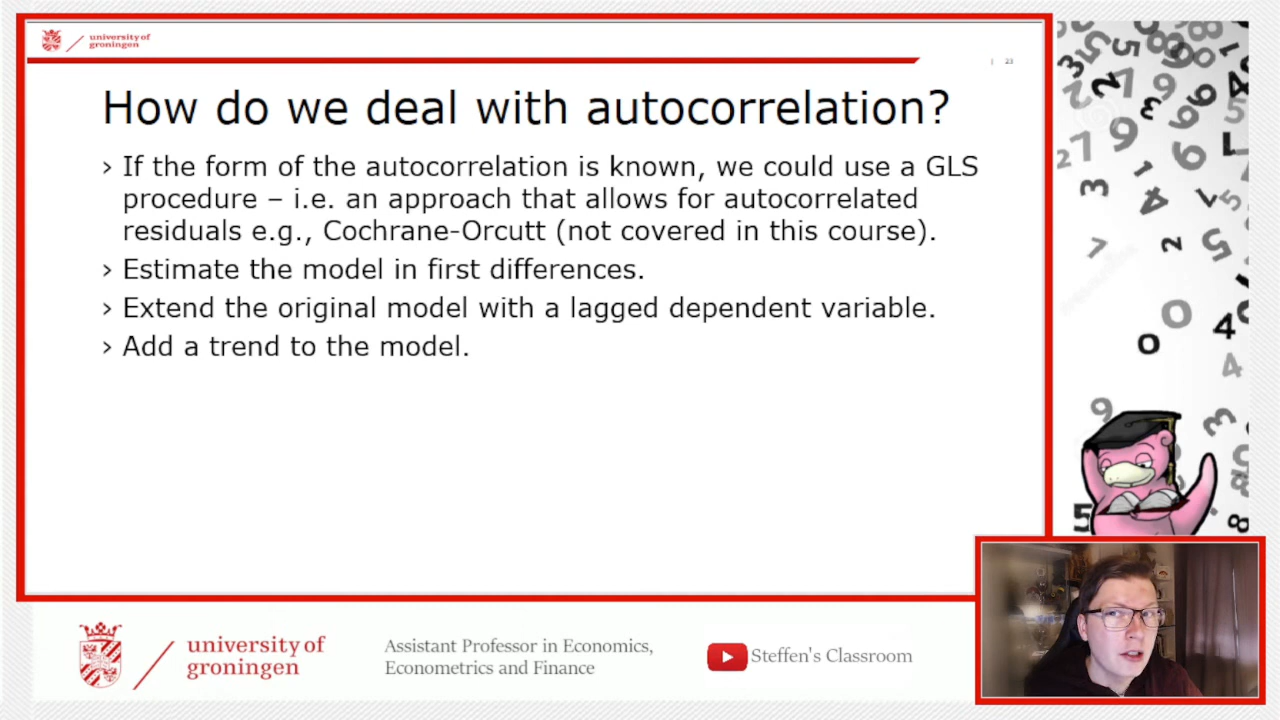 university of
groningen
| 23
How do we deal with autocorrelation?
› If the form of the autocorrelation is known, we could use a GLS
procedure – i.e. an approach that allows for autocorrelated
residuals e.g., Cochrane-Orcutt (not covered in this course).
› Estimate the model in first differences.
› Extend the original model with a lagged dependent variable.
› Add a trend to the model.
university of
groningen
Assistant Professor in Economics,
Econometrics and Finance
Steffen's Classroom